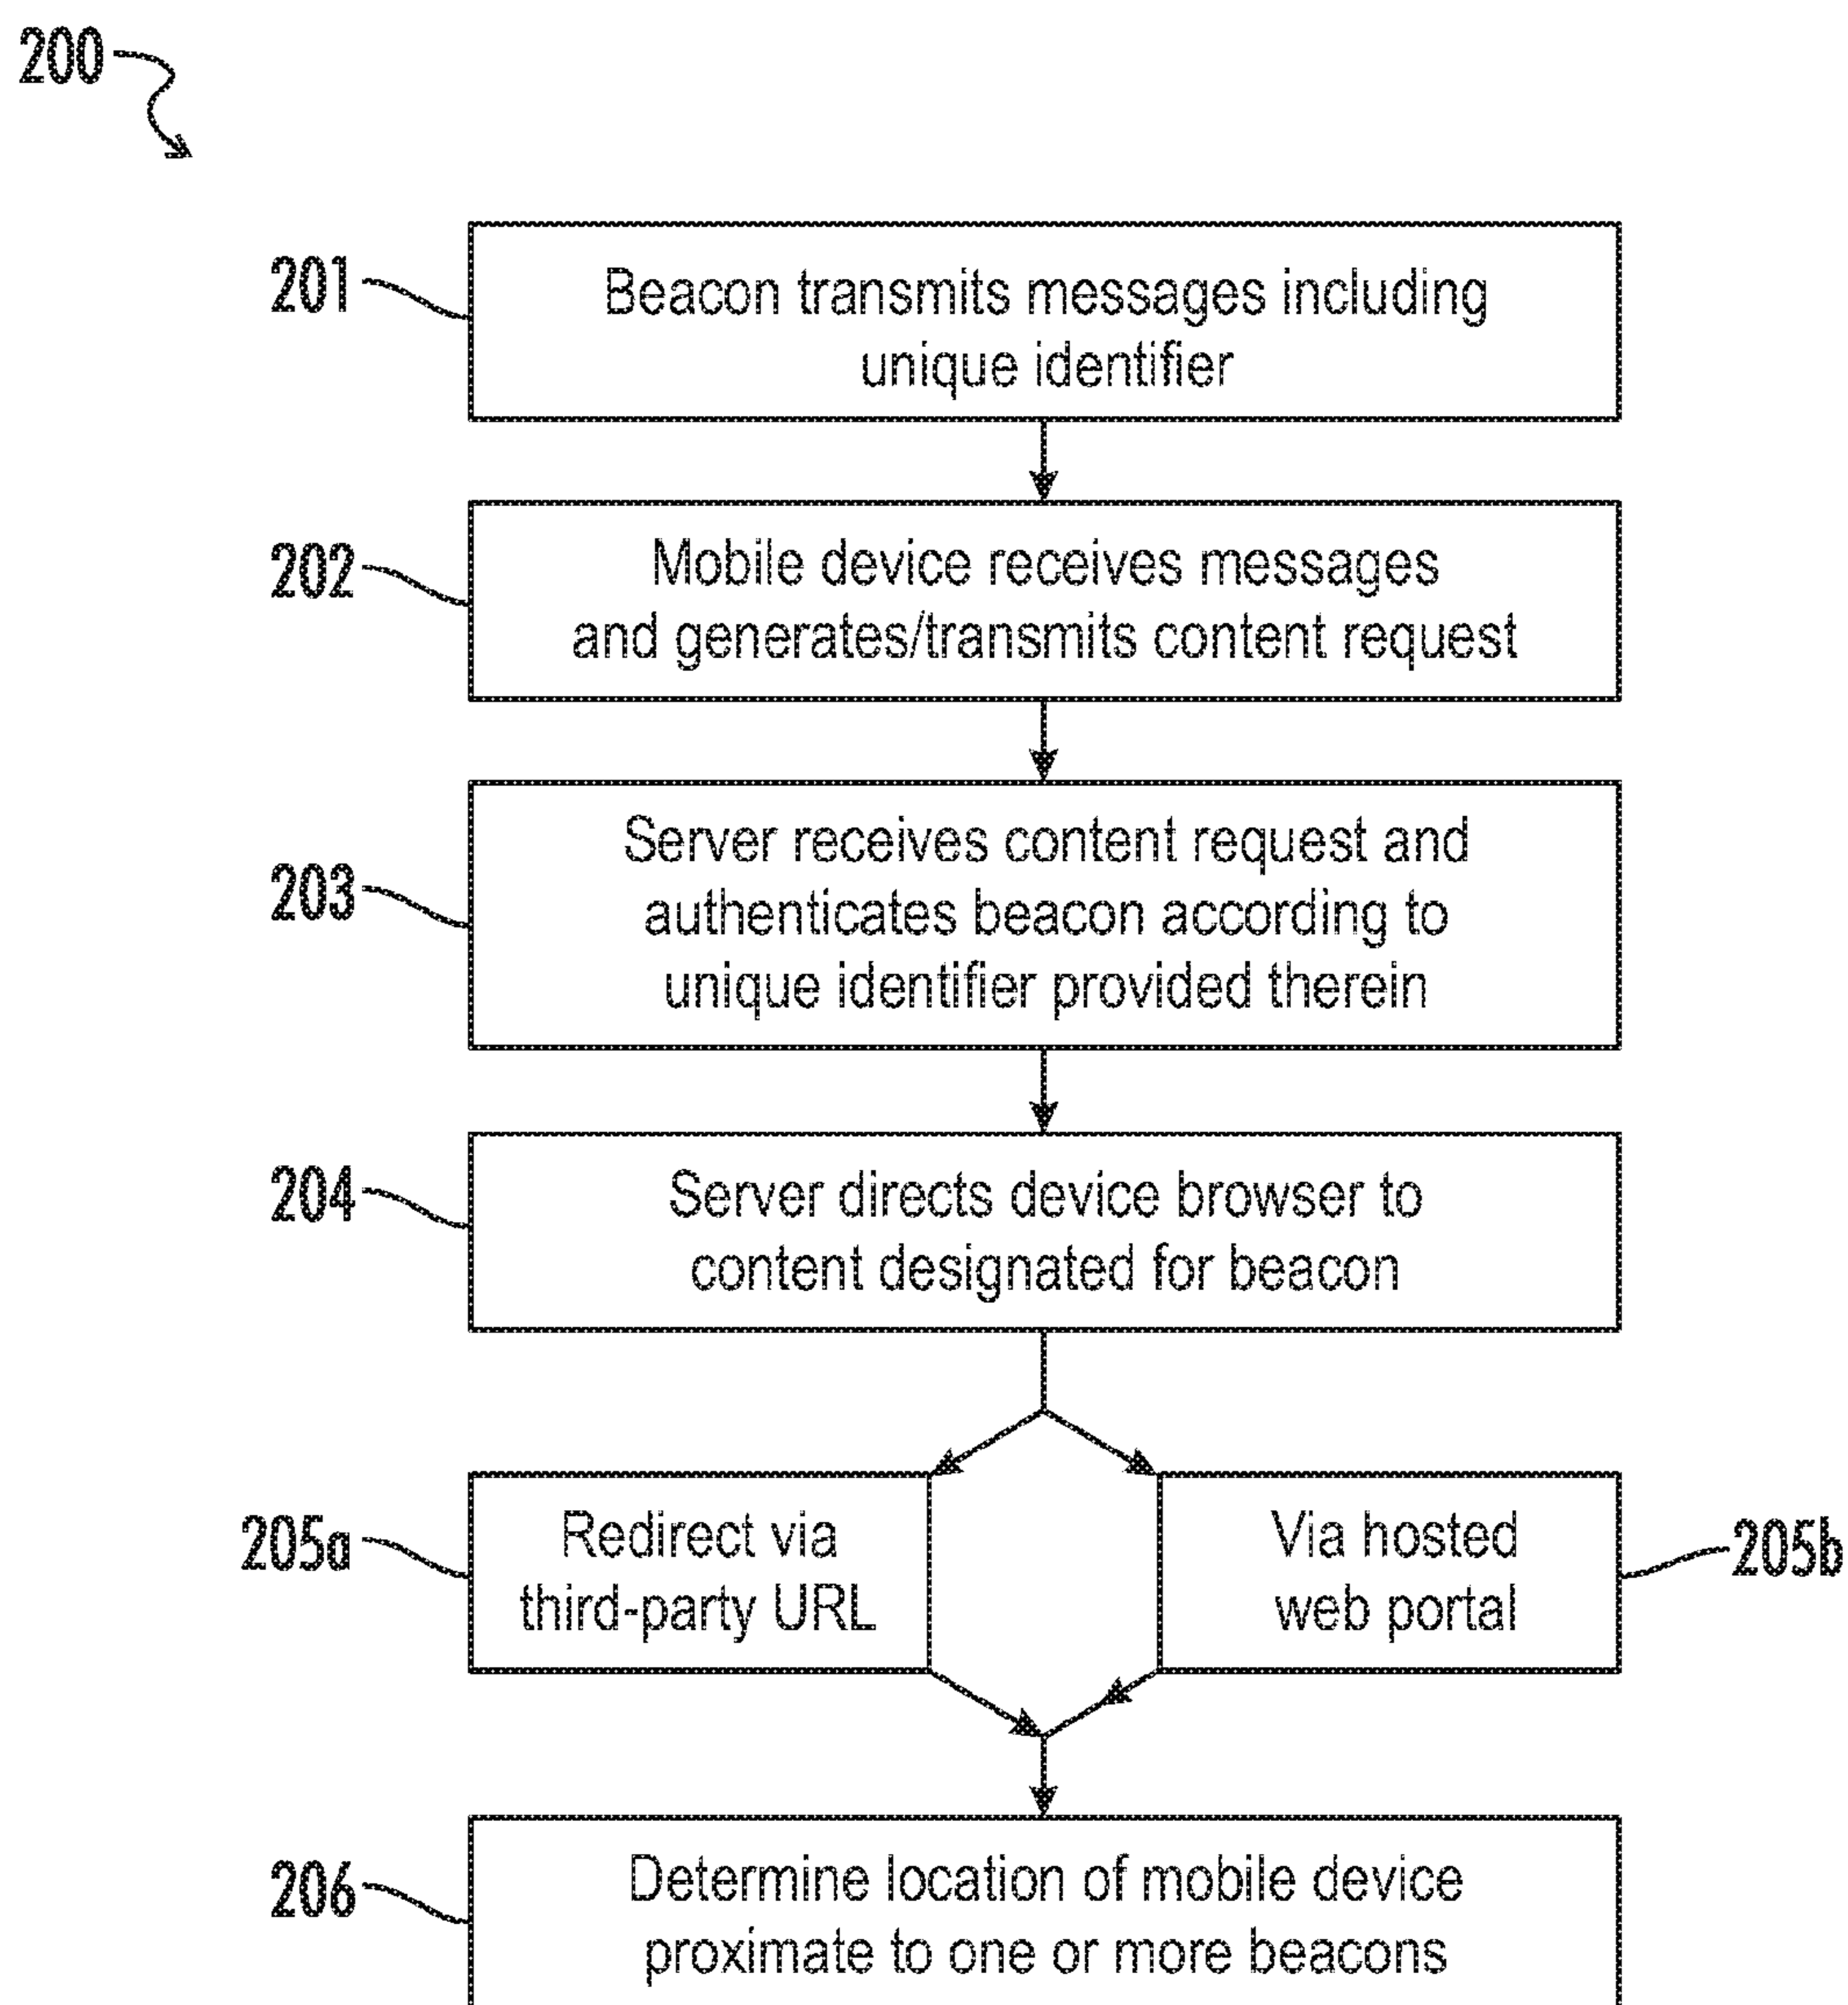 200
201
Beacon transmits messages including
unique identifier
202
Mobile device receives messages
and generates/transmits content request
203
Server receives content request and
authenticates beacon according to
unique identifier provided therein
204
Server directs device browser to
content designated for beacon
205a
Redirect via
third-party URL
Via hosted
web portal
205b
206
Determine location of mobile device
proximate to one or more beacons